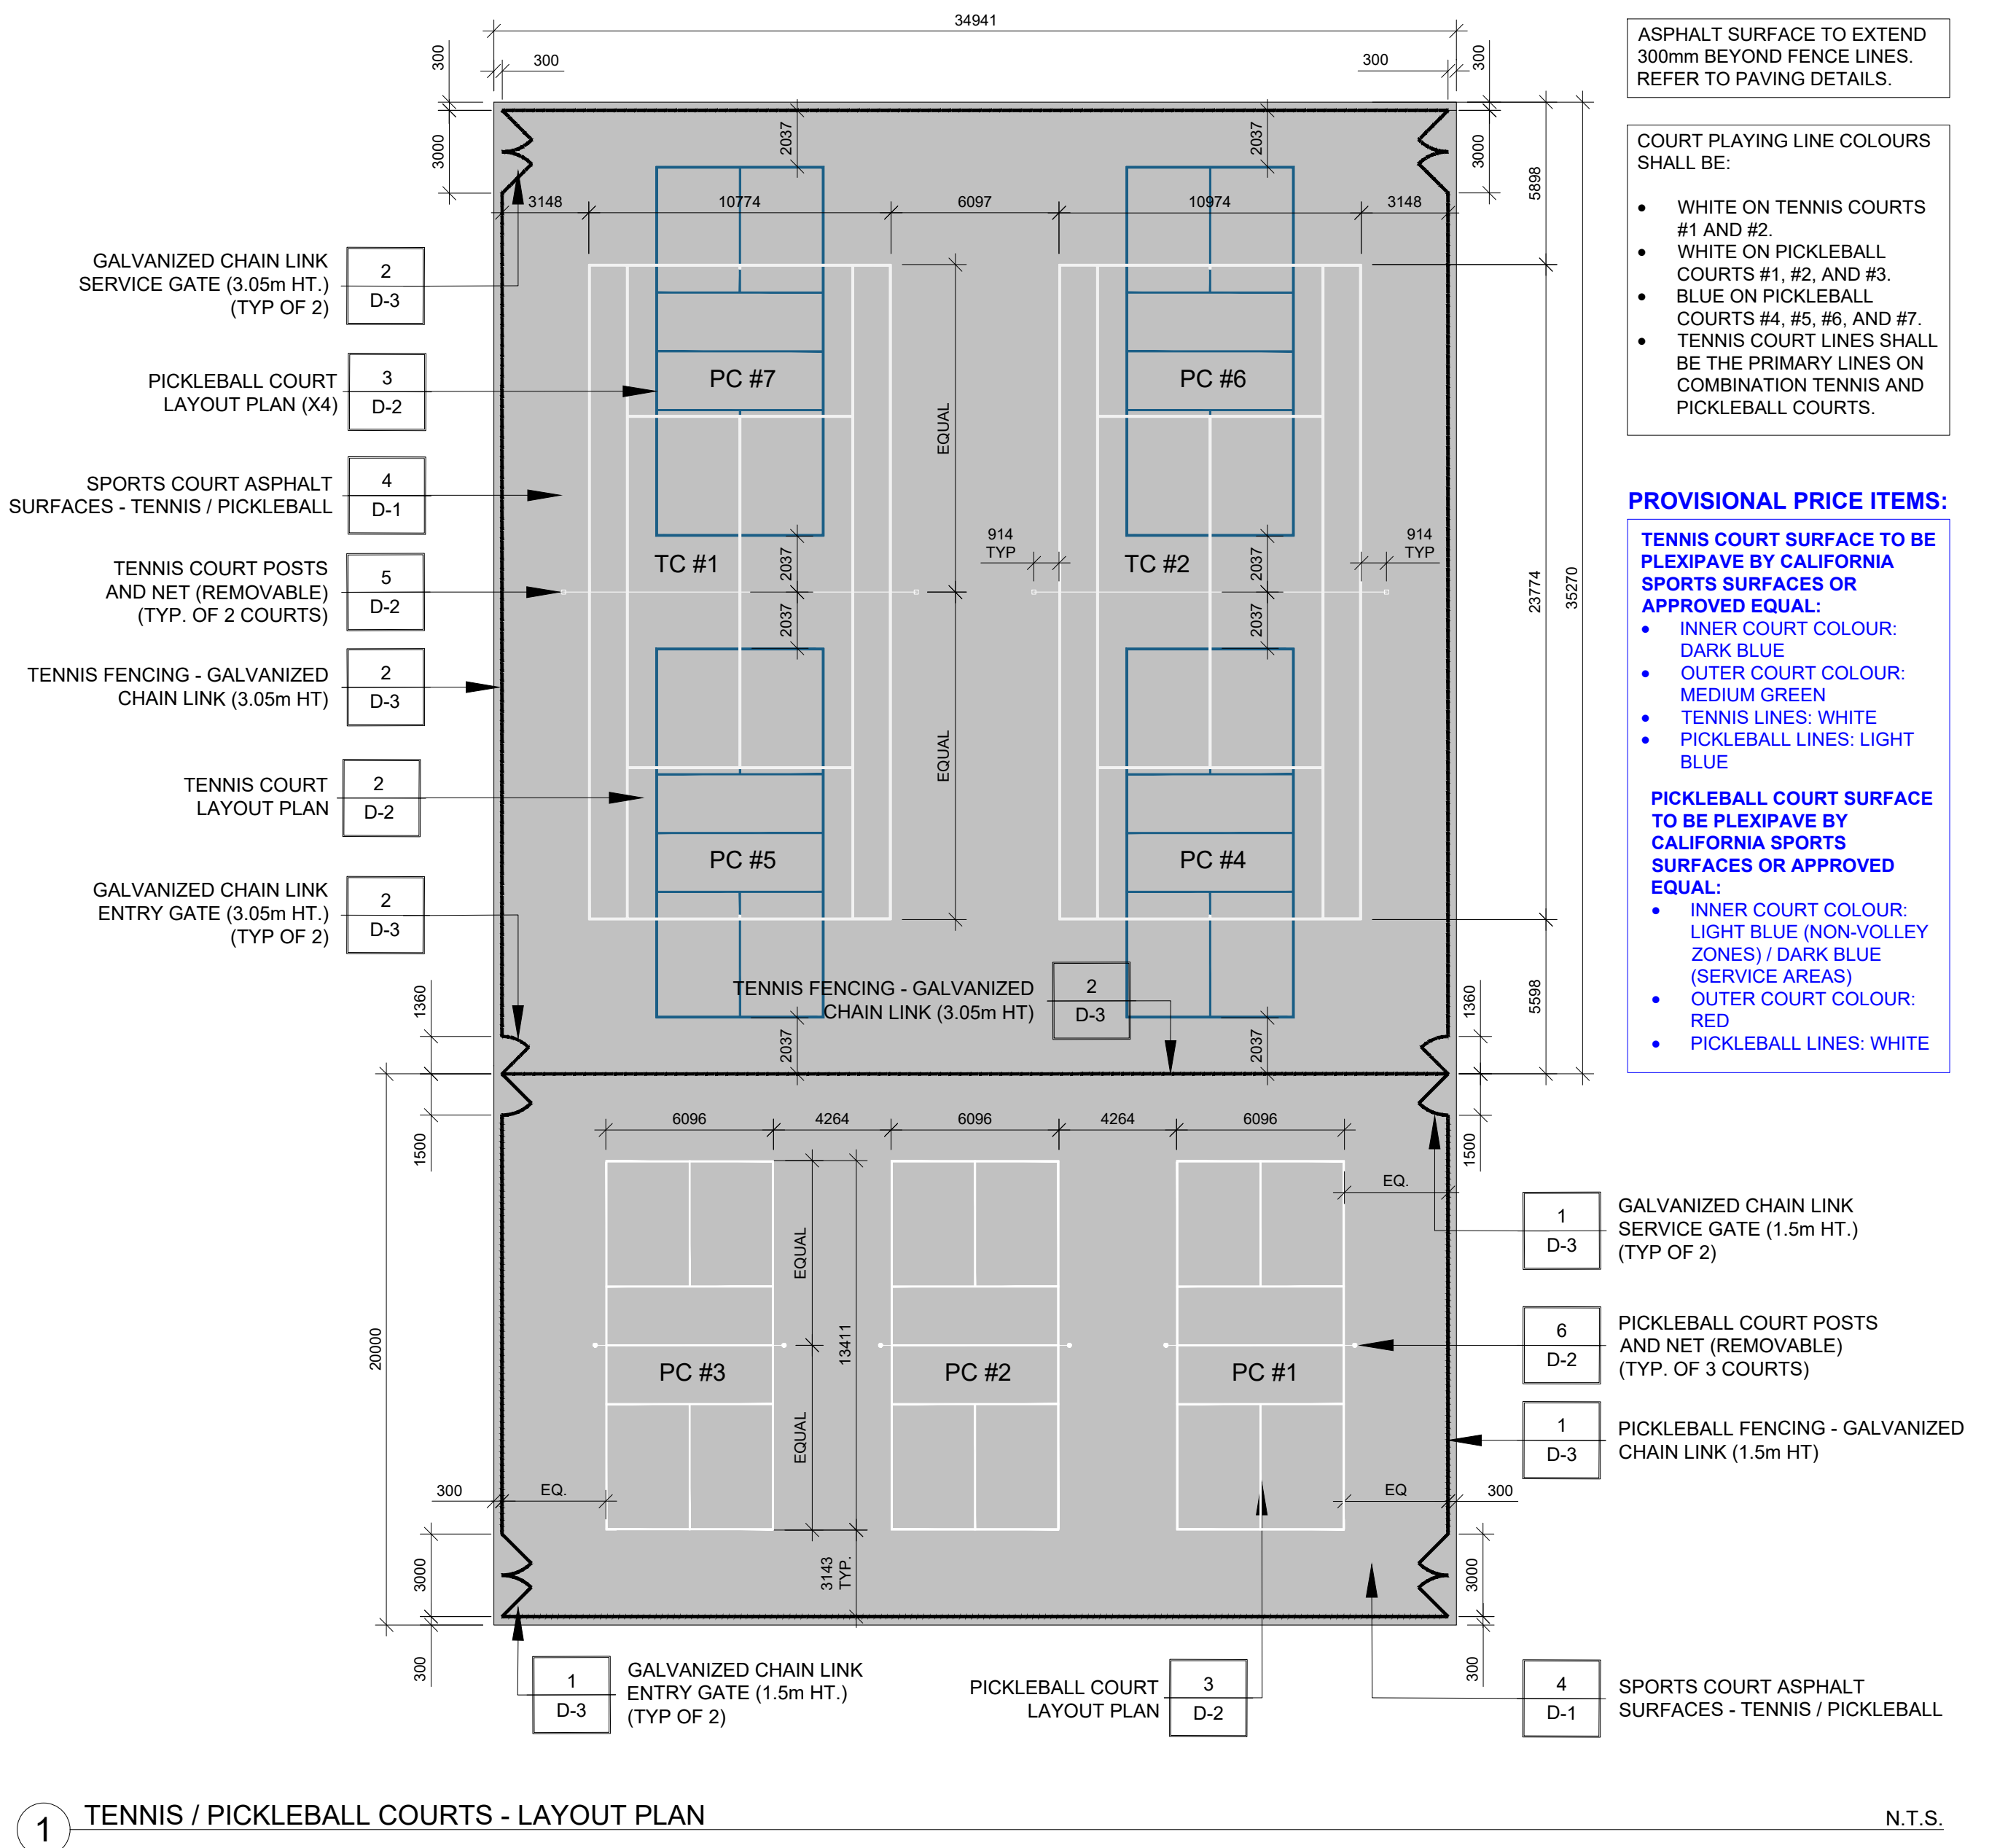 34941
300
300
300
300
3000
3000
2037
2037
5898
3148
10774
6097
10974
3148
GALVANIZED CHAIN LINK
SERVICE GATE (3.05m HT.)
(TYP OF 2)
2
D-3
PICKLEBALL COURT
LAYOUT PLAN (X4)
3
D-2
PC #7
PC #6
EQUAL
SPORTS COURT ASPHALT
SURFACES - TENNIS / PICKLEBALL
4
D-1
TC #1
2037
914
TYP
TC #2
2037
914
TYP
TENNIS COURT POSTS
AND NET (REMOVABLE)
(TYP. OF 2 COURTS)
5
D-2
2037
2037
23774
35270
TENNIS FENCING - GALVANIZED
CHAIN LINK (3.05m HT)
2
D-3
EQUAL
TENNIS COURT
LAYOUT PLAN
2
D-2
PC #5
PC #4
GALVANIZED CHAIN LINK
ENTRY GATE (3.05m HT.)
(TYP OF 2)
2
D-3
TENNIS FENCING - GALVANIZED
CHAIN LINK (3.05m HT)
2
D-3
1360
1360
5598
2037
2037
1500
1500
6096
4264
6096
4264
6096
EQ.
EQUAL
13411
20000
PC #3
PC #2
PC #1
EQUAL
300
EQ.
EQ
300
3000
3143
TYP.
3000
300
300
GALVANIZED CHAIN LINK
SERVICE GATE (1.5m HT.)
(TYP OF 2)
1
D-3
PICKLEBALL COURT POSTS
AND NET (REMOVABLE)
(TYP. OF 3 COURTS)
6
D-2
PICKLEBALL FENCING - GALVANIZED
CHAIN LINK (1.5m HT)
1
D-3
1
D-3
GALVANIZED CHAIN LINK
ENTRY GATE (1.5m HT.)
(TYP OF 2)
PICKLEBALL COURT
LAYOUT PLAN
3
D-2
4
D-1
SPORTS COURT ASPHALT
SURFACES - TENNIS / PICKLEBALL
ASPHALT SURFACE TO EXTEND
300mm BEYOND FENCE LINES.
REFER TO PAVING DETAILS.
COURT PLAYING LINE COLOURS
SHALL BE:
• WHITE ON TENNIS COURTS
#1 AND #2.
• WHITE ON PICKLEBALL
COURTS #1, #2, AND #3.
• BLUE ON PICKLEBALL
COURTS #4, #5, #6, AND #7.
• TENNIS COURT LINES SHALL
BE THE PRIMARY LINES ON
COMBINATION TENNIS AND
PICKLEBALL COURTS.
PROVISIONAL PRICE ITEMS:
TENNIS COURT SURFACE TO BE
PLEXIPAVE BY CALIFORNIA
SPORTS SURFACES OR
APPROVED EQUAL:
• INNER COURT COLOUR:
DARK BLUE
• OUTER COURT COLOUR:
MEDIUM GREEN
• TENNIS LINES: WHITE
• PICKLEBALL LINES: LIGHT
BLUE
PICKLEBALL COURT SURFACE
TO BE PLEXIPAVE BY
CALIFORNIA SPORTS
SURFACES OR APPROVED
EQUAL:
• INNER COURT COLOUR:
LIGHT BLUE (NON-VOLLEY
ZONES) / DARK BLUE
(SERVICE AREAS)
• OUTER COURT COLOUR:
RED
• PICKLEBALL LINES: WHITE
1
TENNIS / PICKLEBALL COURTS - LAYOUT PLAN
N.T.S.